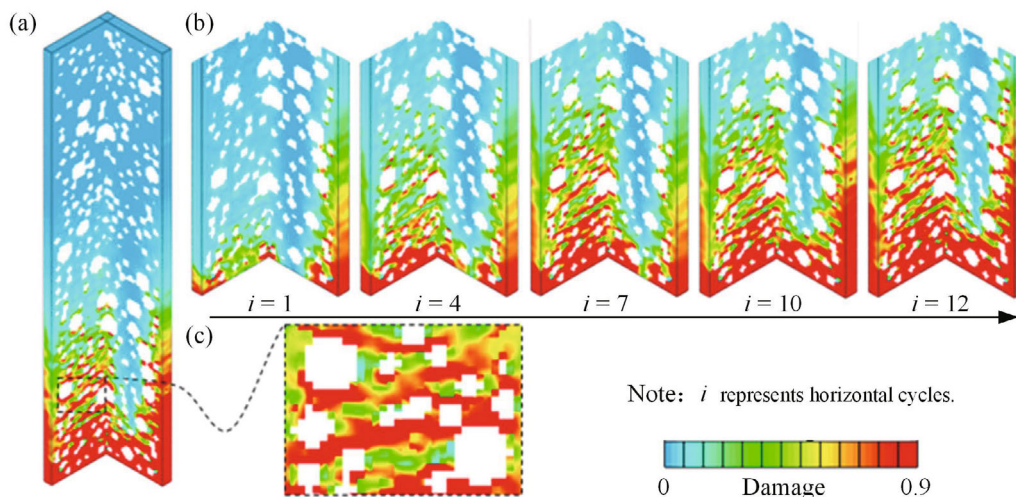 (a)
(b)
i = 1
i = 4
i = 7
i = 10
i = 12
(c)
Note: i represents horizontal cycles.
0
Damage
0.9